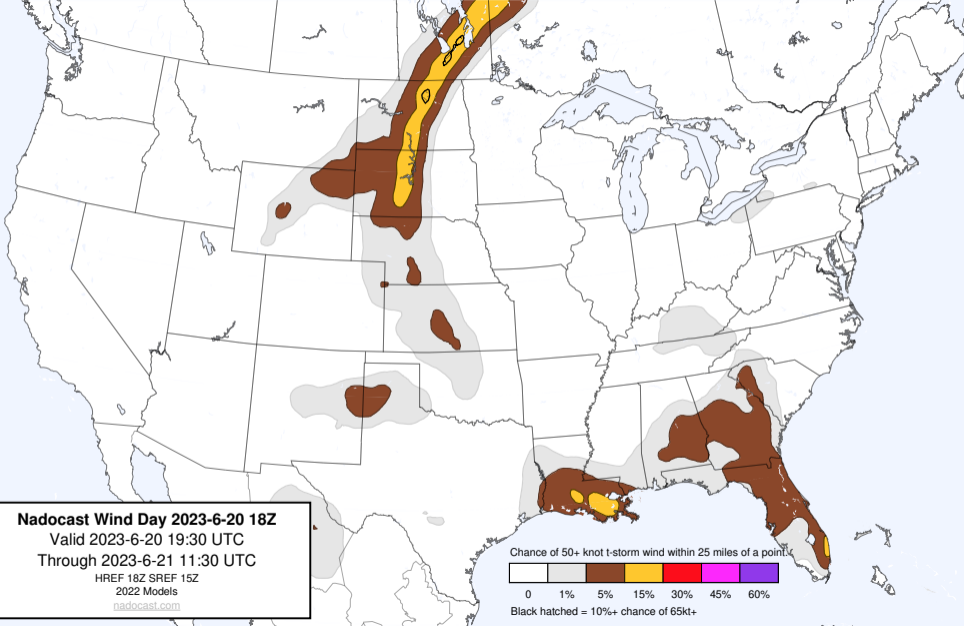 Nadocast Wind Day 2023-6-20 18Z
Valid 2023-6-20 19:30 UTC
Through 2023-6-21 11:30 UTC
HREF 18Z SREF 15Z
2022 Models
nadocast.com
Chance of 50+ knot t-storm wind within 25 miles of a point.
0 1% 5% 15% 30% 45% 60%
Black hatched = 10%+ chance of 65kt+